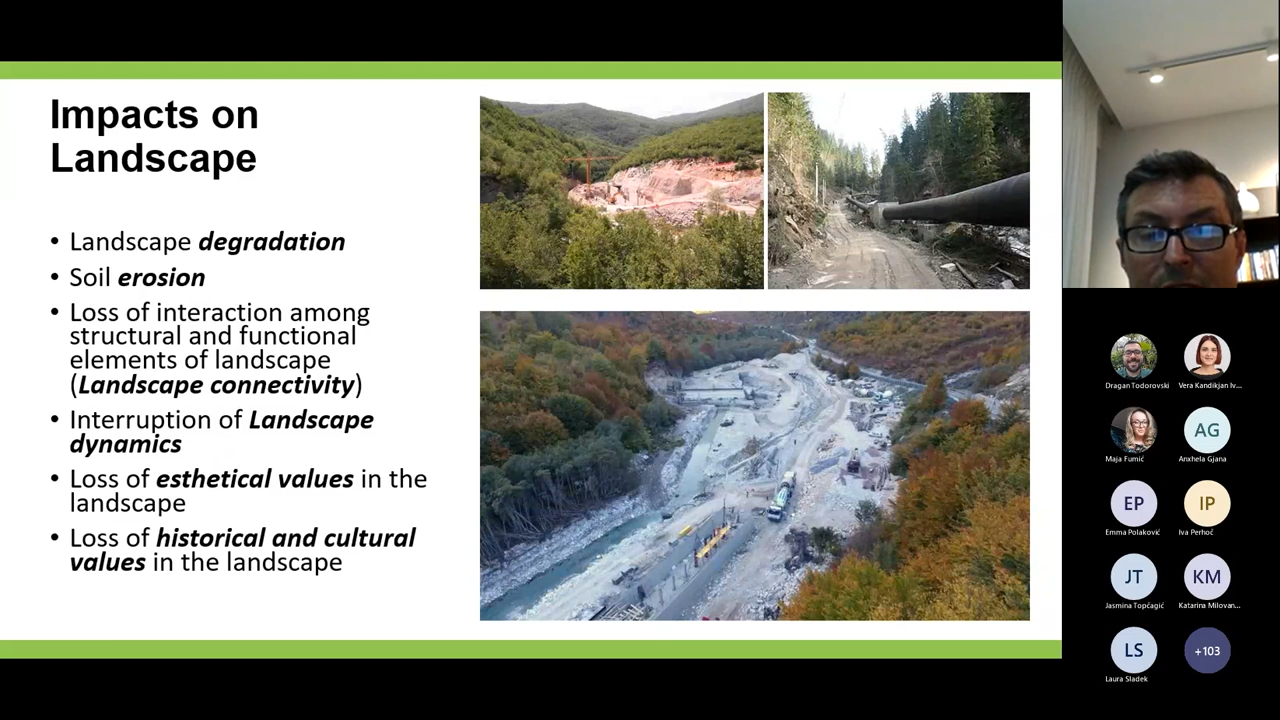 Impacts on
Landscape
• Landscape degradation
• Soil erosion
• Loss of interaction among
structural and functional
elements of landscape
(Landscape connectivity)
• Interruption of Landscape
dynamics
• Loss of esthetical values in the
landscape
• Loss of historical and cultural
values in the landscape
Dragan Todorovski
Vera Kandikjan Iv...
Maja Fumić
AG
Anxhela Gjana
EP
Emma Polaković
IP
Iva Perhoč
JT
Jasmina Topčagić
KM
Katarina Milovan...
LS
Laura Sladek
+103